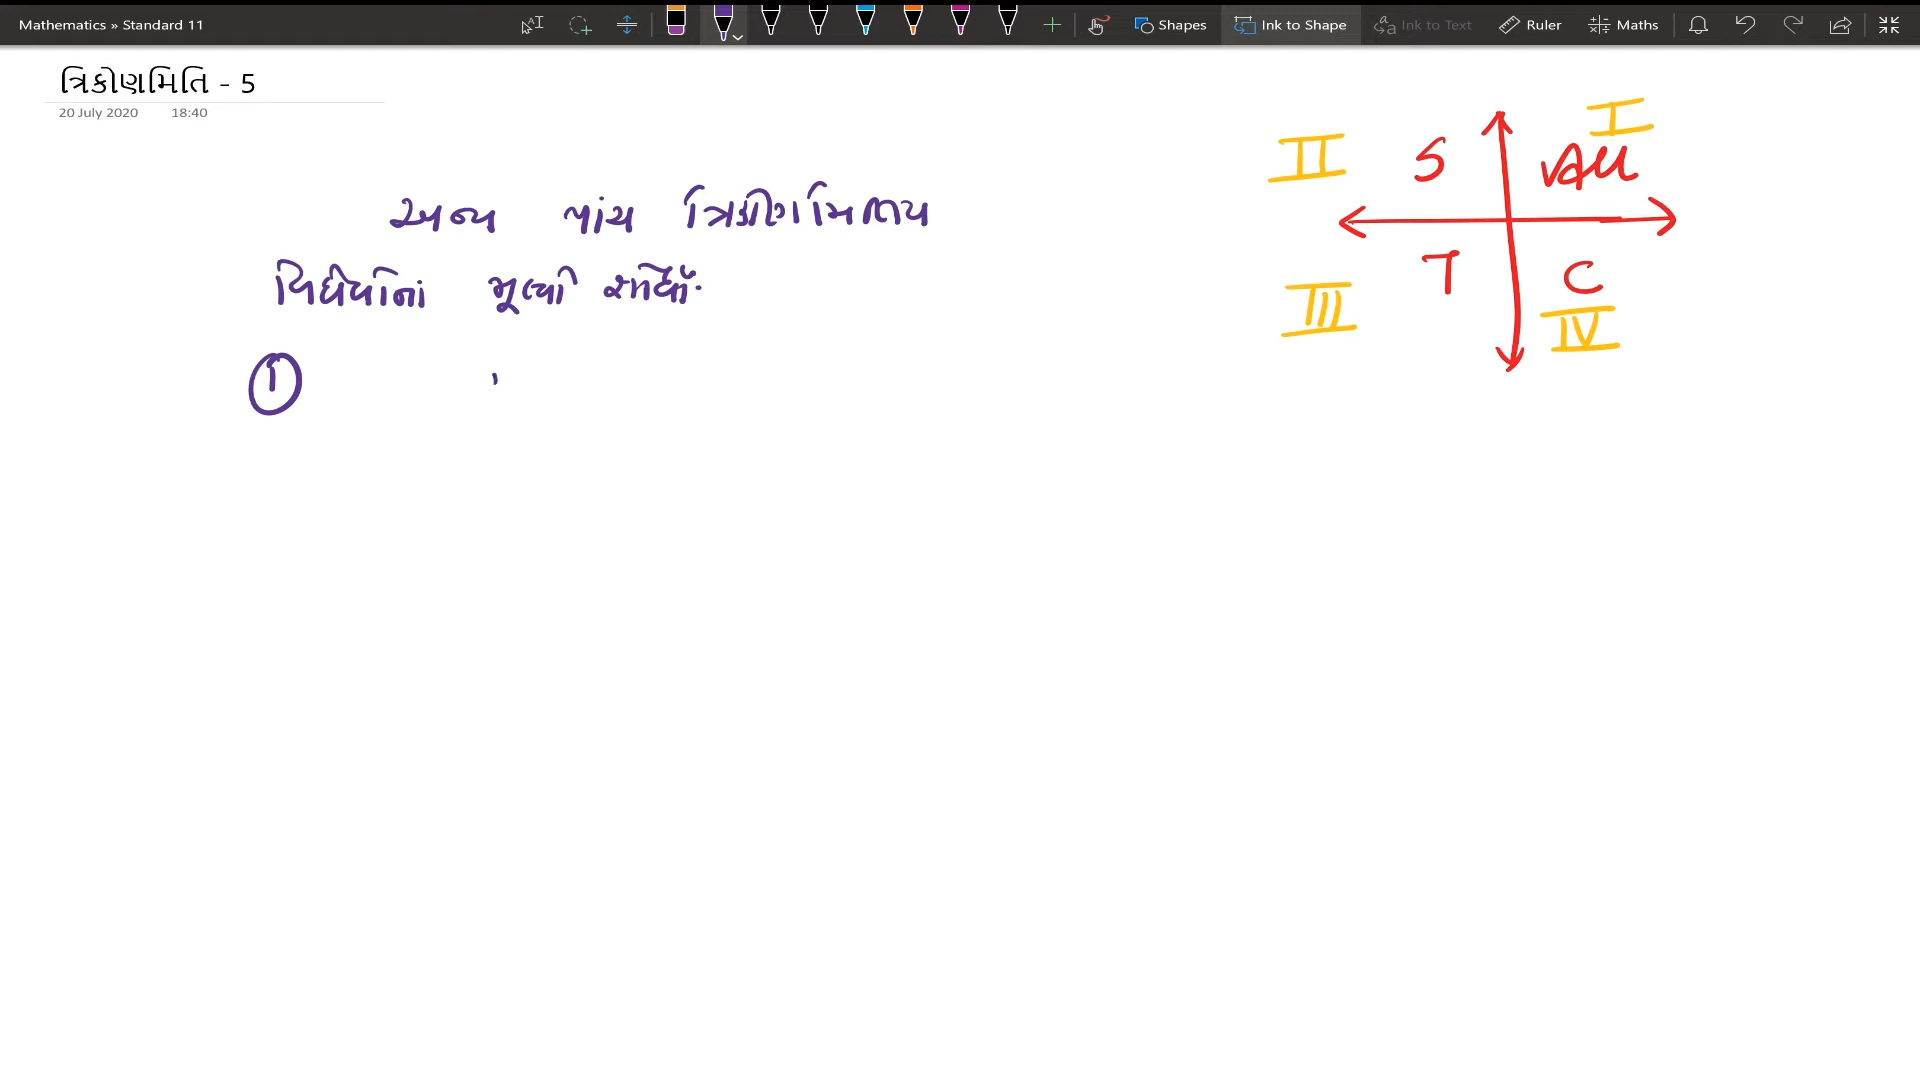 Mathematics » Standard 11
Shapes Ink to Shape Ink to Text Ruler Maths
ત્રિકોણમિતિ - 5
20 July 2020 18:40
અન્ય પાંચ ત્રિકોણમિતીય
વિધેયોનાં મૂલ્યો શોધો.
①
I
II S All
T C
III IV